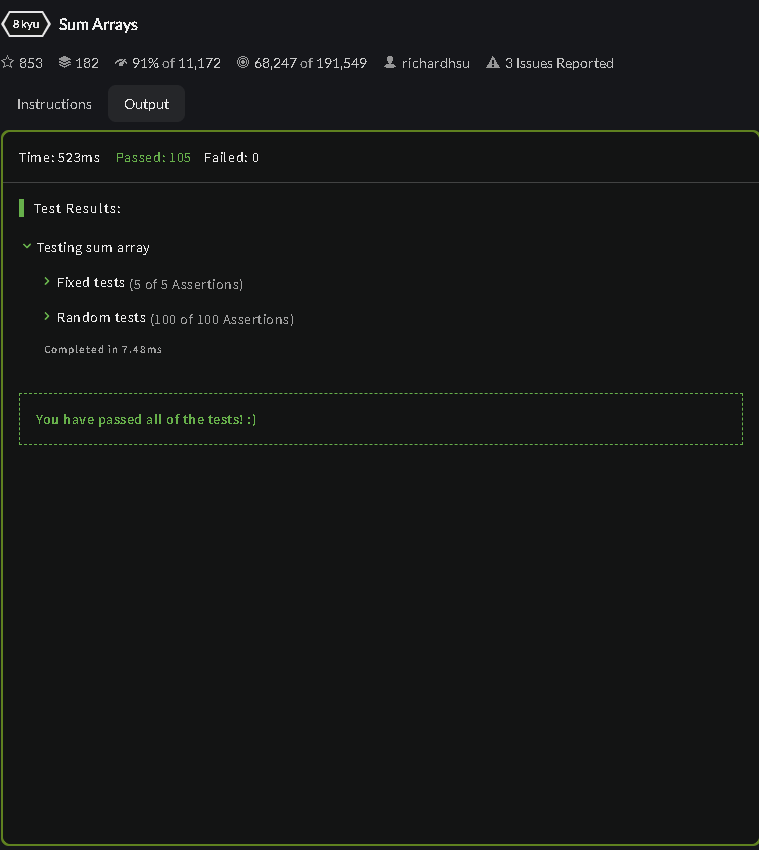 8 kyu Sum Arrays
853 182 91% of 11,172 68,247 of 191,549 richardhsu 3 Issues Reported
Instructions Output
Time: 523ms Passed: 105 Failed: 0
Test Results:
Testing sum array
Fixed tests (5 of 5 Assertions)
Random tests (100 of 100 Assertions)
Completed in 7.48ms
You have passed all of the tests! :)